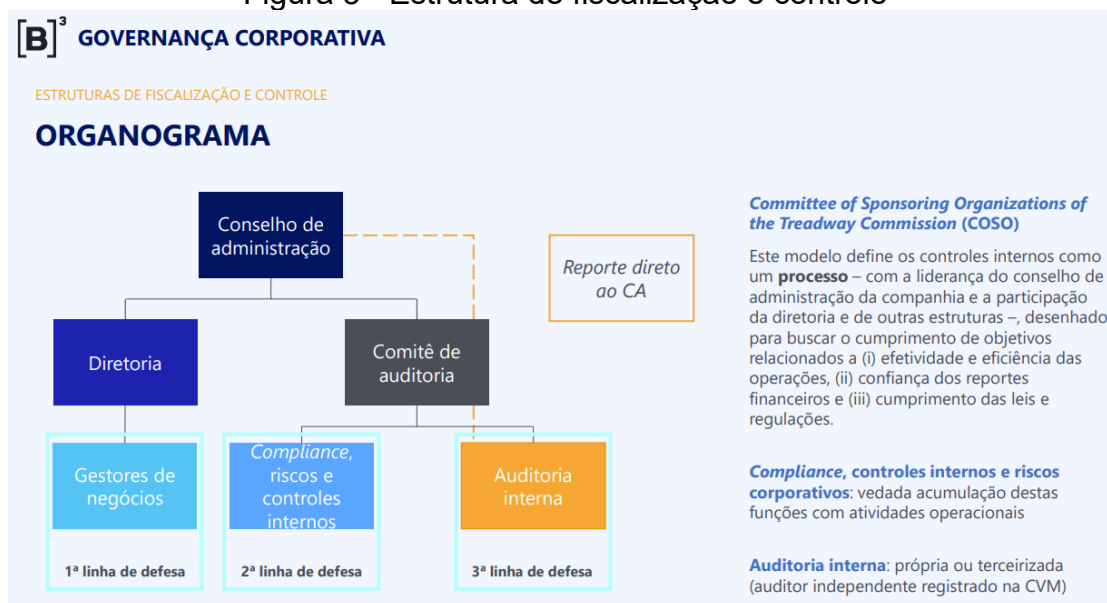 Figura 3 - Estrutura de fiscalização e controle
[B]³ GOVERNANÇA CORPORATIVA
ESTRUTURAS DE FISCALIZAÇÃO E CONTROLE
ORGANOGRAMA
Conselho de
administração
Reporte direto
ao CA
Diretoria
Comitê de
auditoria
Gestores de
negócios
Compliance,
riscos e
controles
internos
Auditoria
interna
1ª linha de defesa
2ª linha de defesa
3ª linha de defesa
Committee of Sponsoring Organizations of
the Treadway Commission (COSO)
Este modelo define os controles internos como
um processo – com a liderança do conselho de
administração da companhia e a participação
da diretoria e de outras estruturas –, desenhado
para buscar o cumprimento de objetivos
relacionados a (i) efetividade e eficiência das
operações, (ii) confiança dos reportes
financeiros e (iii) cumprimento das leis e
regulações.
Compliance, controles internos e riscos
corporativos: vedada acumulação destas
funções com atividades operacionais
Auditoria interna: própria ou terceirizada
(auditor independente registrado na CVM)